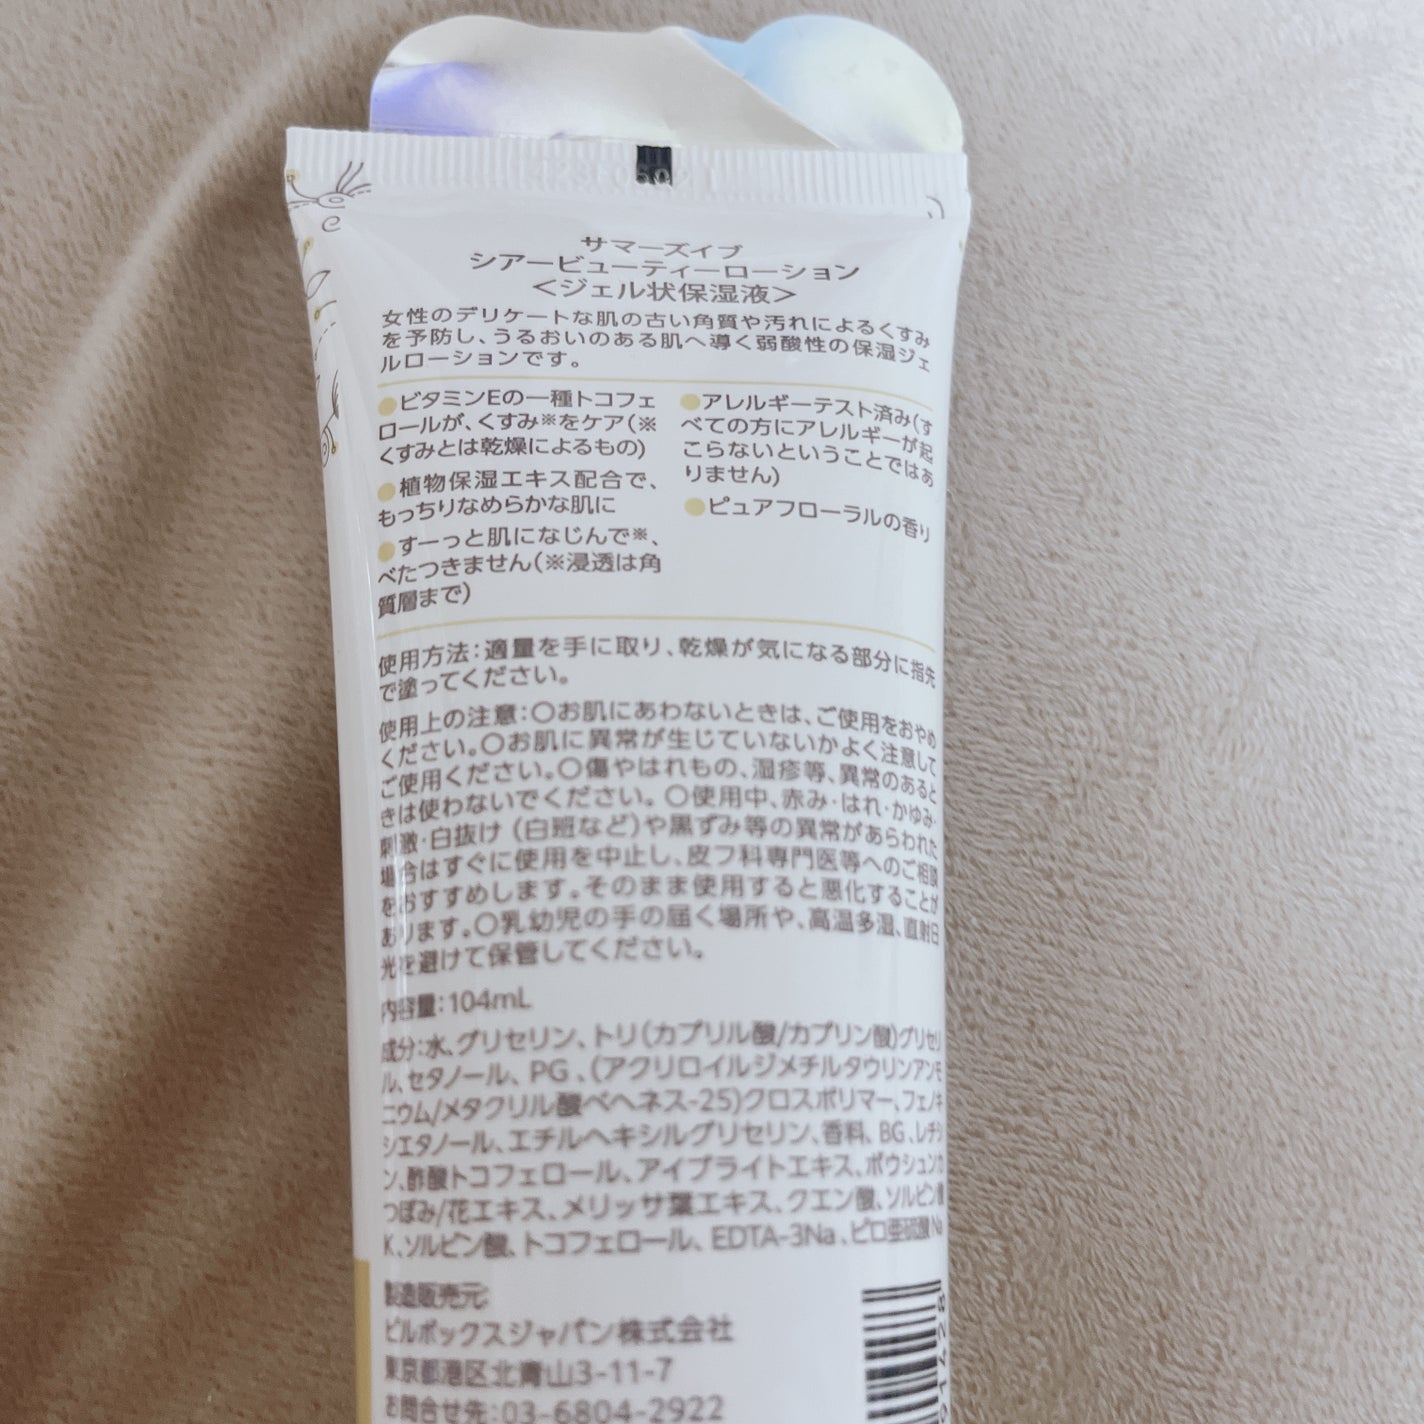 サマーズイブ
シアービューティーローション
＜ジェル状保湿液＞
女性のデリケートな肌の古い角質や汚れによるくすみ
を予防し、うるおいのある肌へ導く弱酸性の保湿ジェ
ルローションです。
●ビタミンEの一種トコフェ
ロールが、くすみ※をケア(※
くすみとは乾燥によるもの)
●植物保湿エキス配合で、
もっちりなめらかな肌に
●すーっと肌になじんで※、
べたつきません(※浸透は角
質層まで)
●アレルギーテスト済み(す
べての方にアレルギーが起
こらないということではあ
りません)
●ピュアフローラルの香り
使用方法：適量を手に取り、乾燥が気になる部分に指先
で塗ってください。
使用上の注意：〇お肌にあわないときは、ご使用をおやめ
ください。〇お肌に異常が生じていないかよく注意して
ご使用ください。〇傷やはれもの、湿疹等、異常のあると
きは使わないでください。〇使用中、赤み・はれ・かゆみ・
刺激・白抜け（白班など）や黒ずみ等の異常があらわれた
場合はすぐに使用を中止し、皮フ科専門医等へのご相談
をおすすめします。そのまま使用すると悪化することが
あります。〇乳幼児の手の届く場所や、高温多湿、直射日
光を避けて保管してください。
内容量：104mL
成分：水、グリセリン、トリ(カプリル酸/カプリン酸)グリセリ
ル、セタノール、PG、(アクリロイルジメチルタウリンアンモ
ニウム/メタクリル酸ベヘネス-25)クロスポリマー、フェノキ
シエタノール、エチルヘキシルグリセリン、香料、BG、レチシ
ン、酢酸トコフェロール、アイブライトエキス、ボウシュンカ
つぼみ/花エキス、メリッサ葉エキス、クエン酸、ソルビン酸
K、ソルビン酸、トコフェロール、EDTA-3Na、ピロ亜硫酸Na
製造販売元:
ピルボックスジャパン株式会社
東京都港区北青山3-11-7
お問合せ先：03-6804-2922